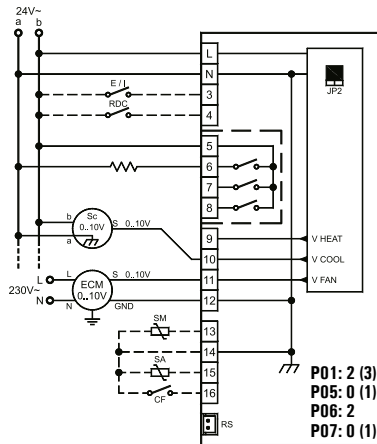 24V~
a b
L
N
JP2
E / I
3
RDC
4
5
6
7
8
b Sc
0..10V
a
S 0..10V
9
V HEAT
10
V COOL
L
S 0..10V
11
V FAN
230V~
L
ECM
0..10V
N
N
GND
12
SM
13
14
SA
15
CF
16
RS
P01: 2 (3)
P05: 0 (1)
P06: 2
P07: 0 (1)